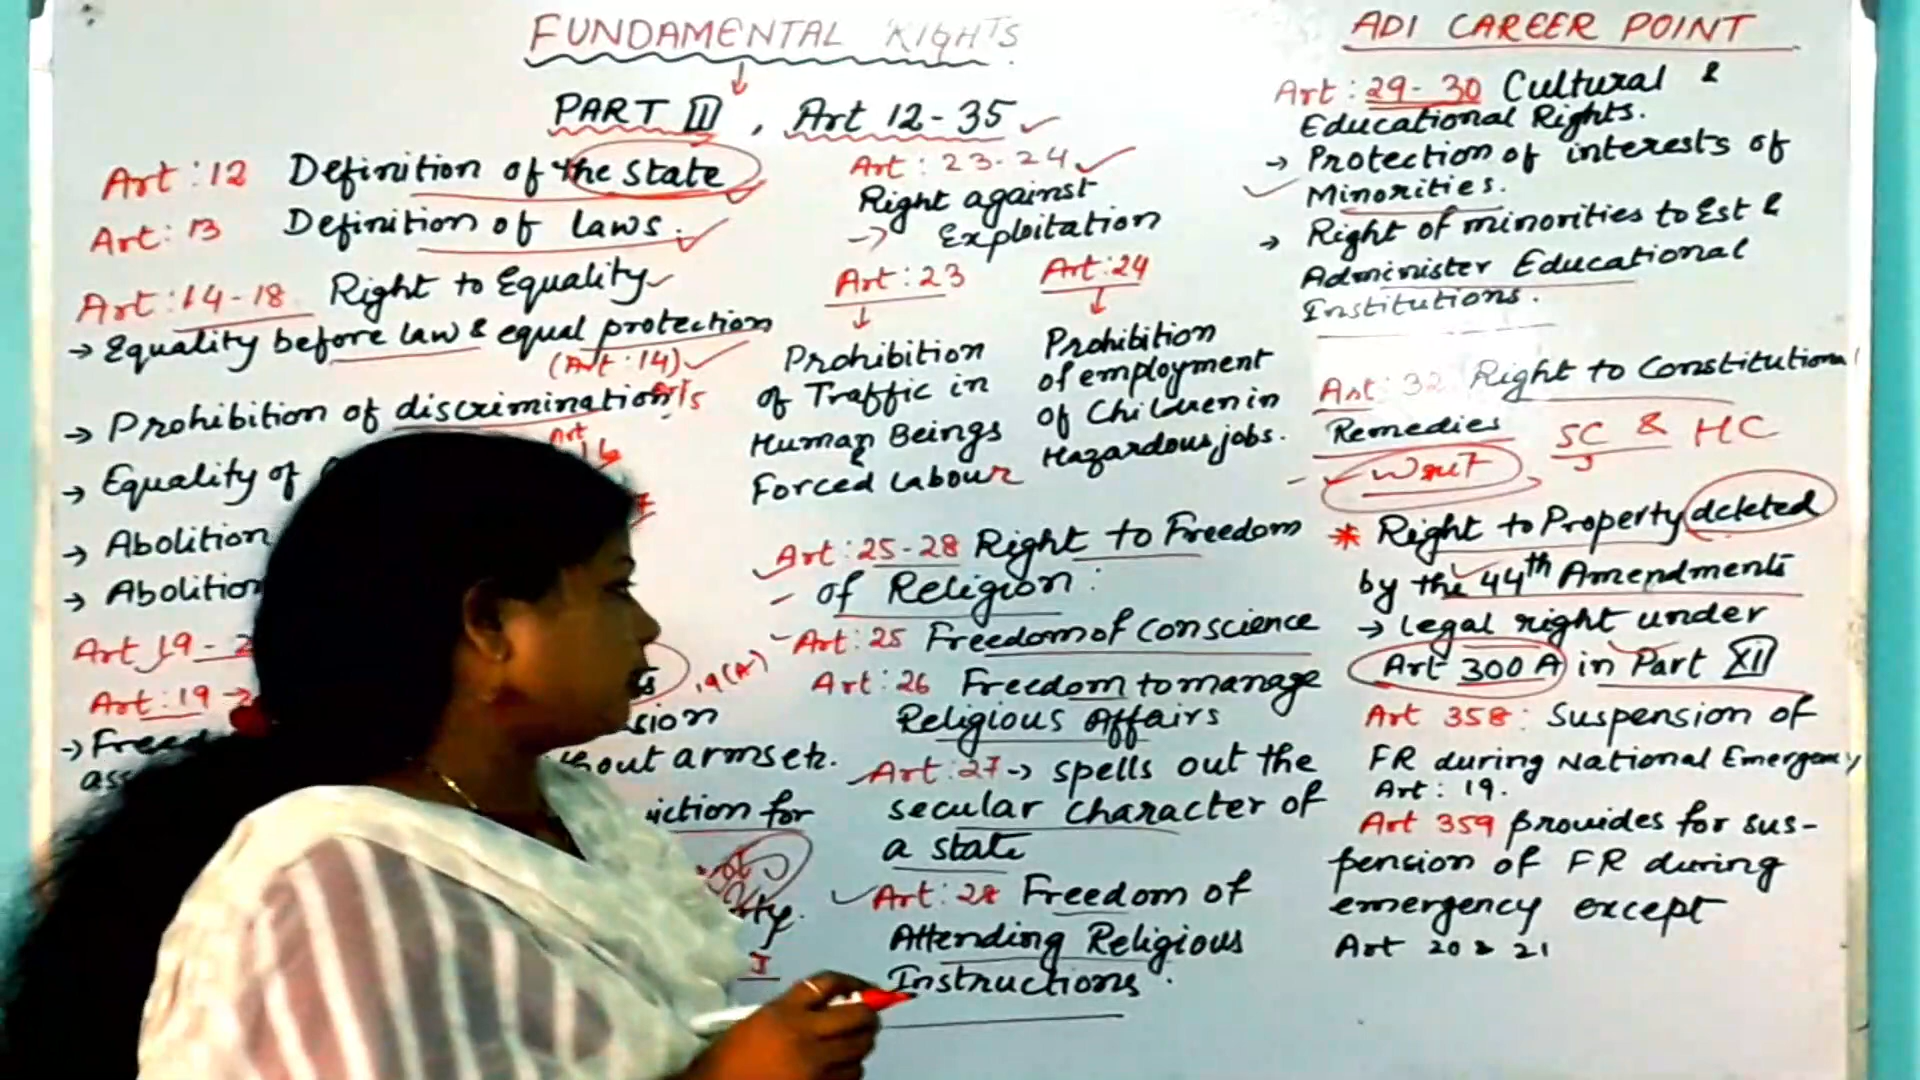 FUNDAMENTAL RIGHTS
PART III, Art 12-35
Art:12 Definition of the state
Art:13 Definition of laws.
Art:14-18 Right to Equality
→ Equality before law & equal protection
(Art.14)
→ Prohibition of discrimination
Art
16
→ Equality of
→ Abolition
→ Abolition
Art 19-2
19(A)
Art:19 →
→ Free
ass
hout arms etc.
iction for
Art: 23-24
Right against
→ Exploitation
Art:23
↓
Prohibition
of Traffic in
Human Beings
&
Forced Labour
Art:24
↓
Prohibition
of employment
of Children in
Hazardous jobs.
Art:25-28 Right to Freedom
of Religion:
Art:25 Freedom of conscience
Art:26 Freedom to manage
Religious Affairs
Art:27→ spells out the
secular character of
a state
Art:28 Freedom of
Attending Religious
Instructions.
ADI CAREER POINT
Art:29-30 Cultural &
Educational Rights.
→ Protection of interests of
Minorities.
→ Right of minorities to Est &
Administer Educational
Institutions.
Art:32 Right to Constitutional
Remedies SC & HC
* Right to Property deleted
by the 44th Amendments
→ legal right under
Art 300 A in Part XII
Art 358: Suspension of
FR during National Emergency
Art:19.
Art 359 provides for sus-
pension of FR during
emergency except
Art 20 & 21